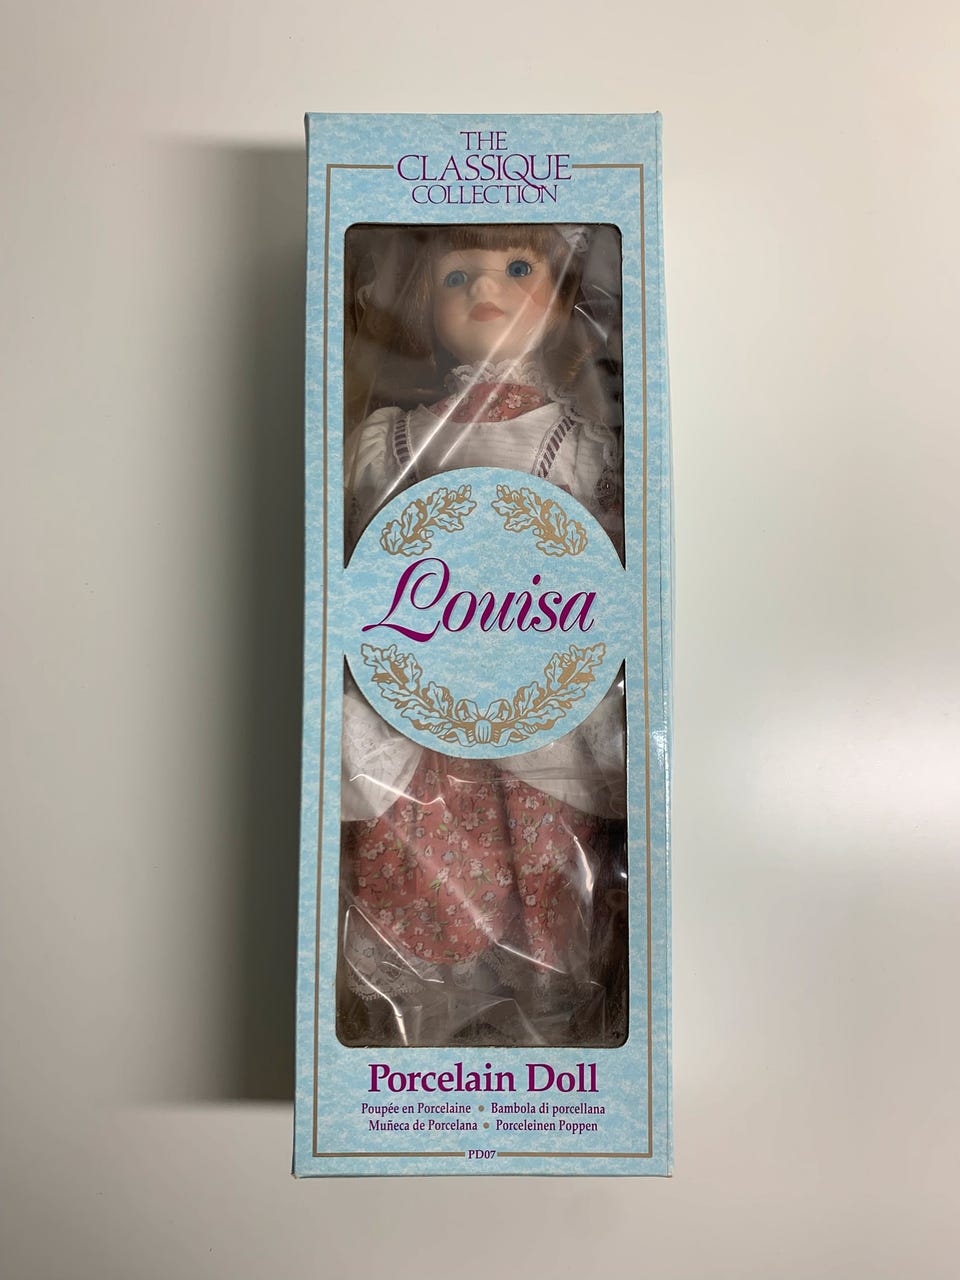 THE
CLASSIQUE
COLLECTION
Louisa
Porcelain Doll
Poupée en Porcelaine • Bambola di porcellana
Muñeca de Porcelana • Porceleinen Poppen
PD07